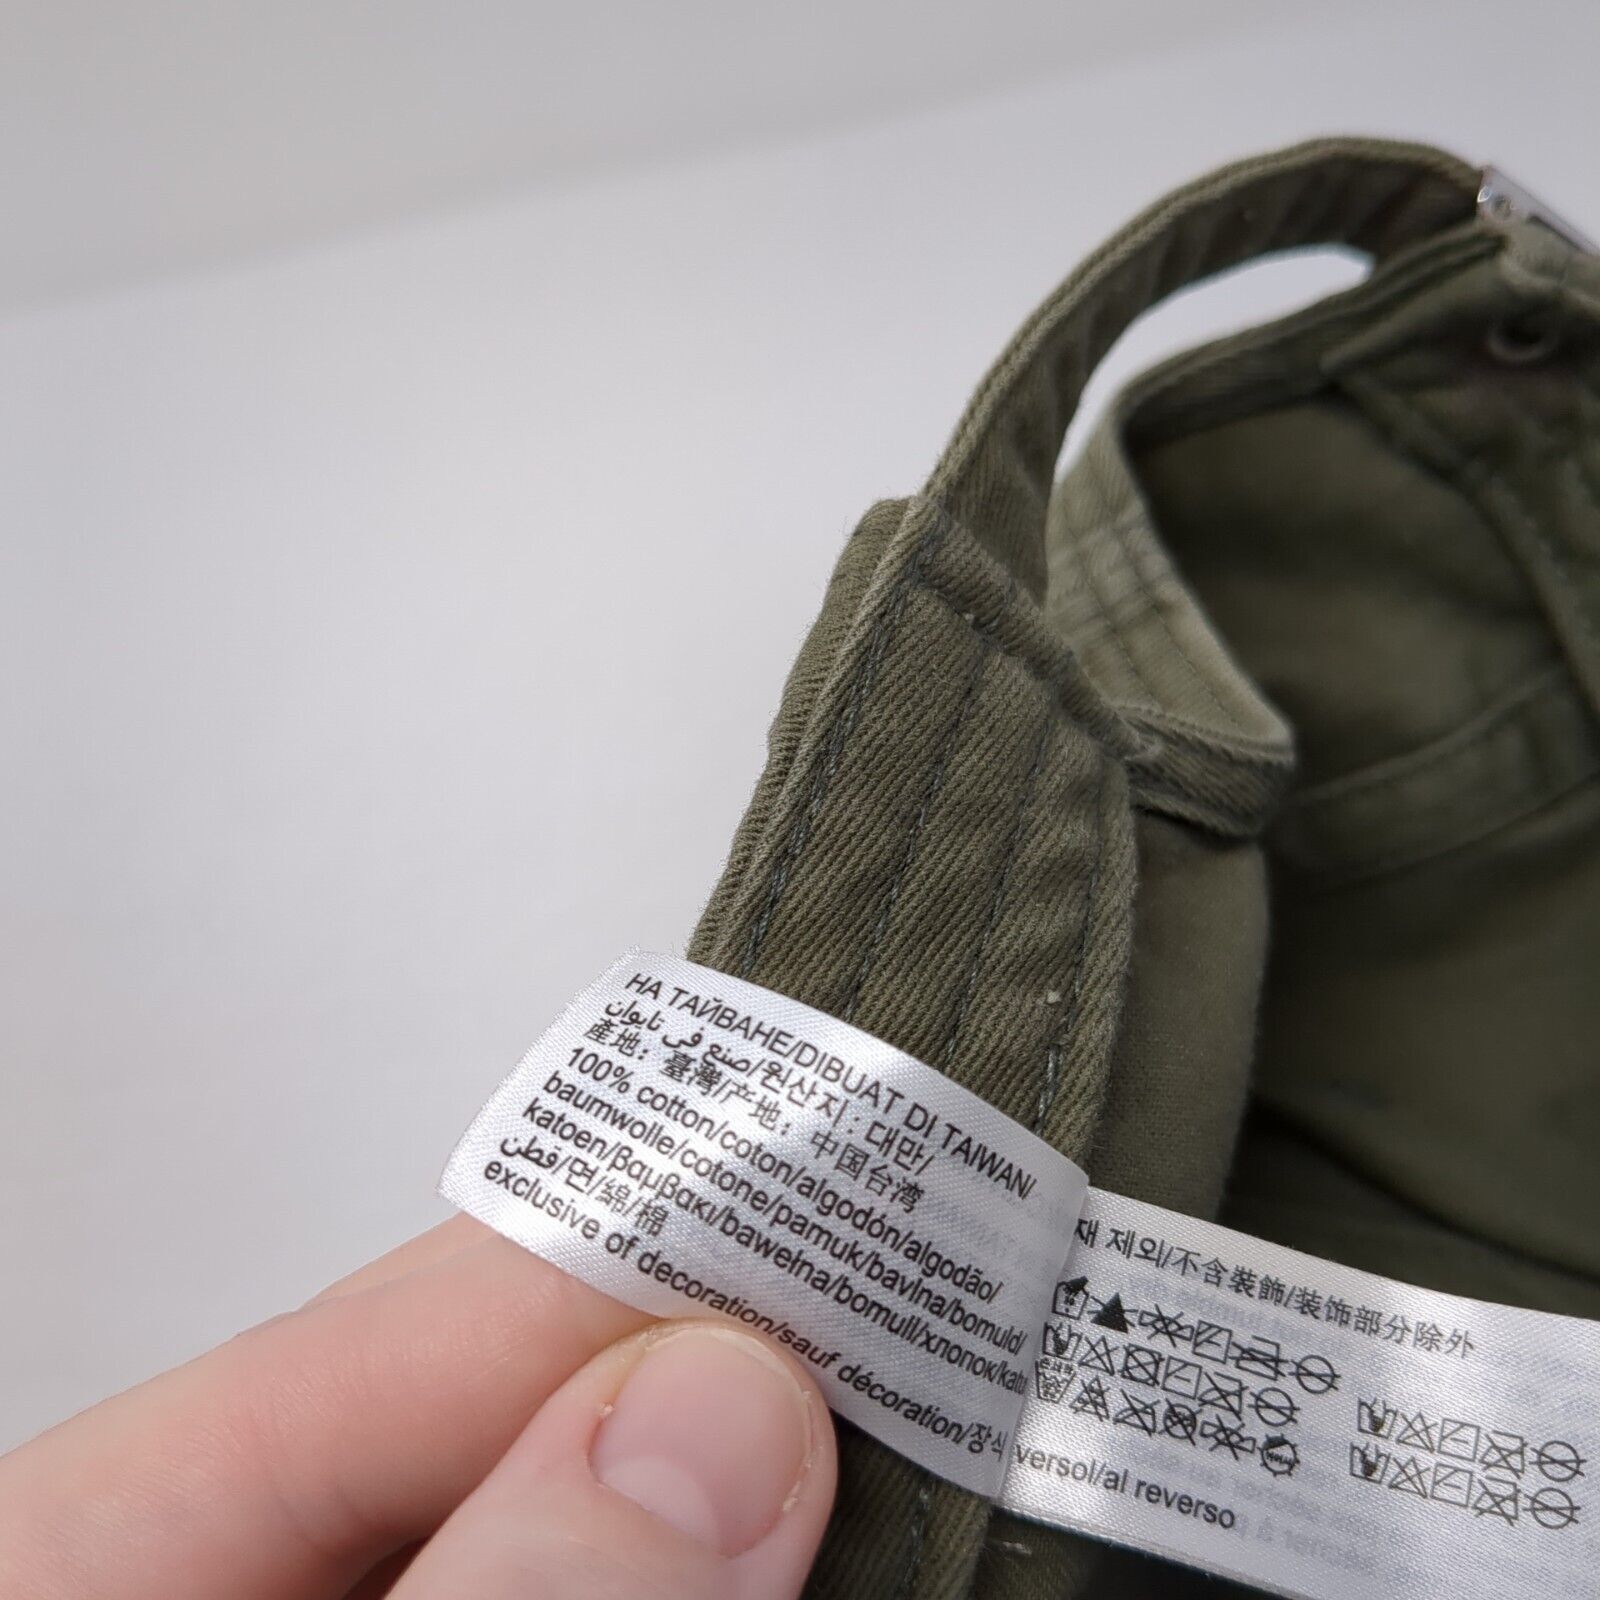 НА ТАЙВАНЕ/DIBUAT DI TAIWAN/
صنع في تايوان/원산지: 대만/
產地: 臺灣/产地: 中国台湾
100% cotton/coton/algodón/algodão/
baumwolle/cotone/pamuk/bavlna/bomuld/
katoen/βαμβακι/bawełna/bomull/хлопок/katun
قطن/면/綿/棉
exclusive of decoration/sauf décoration/장식
재 제외/不含裝飾/装饰部分除外
versol/al reverso